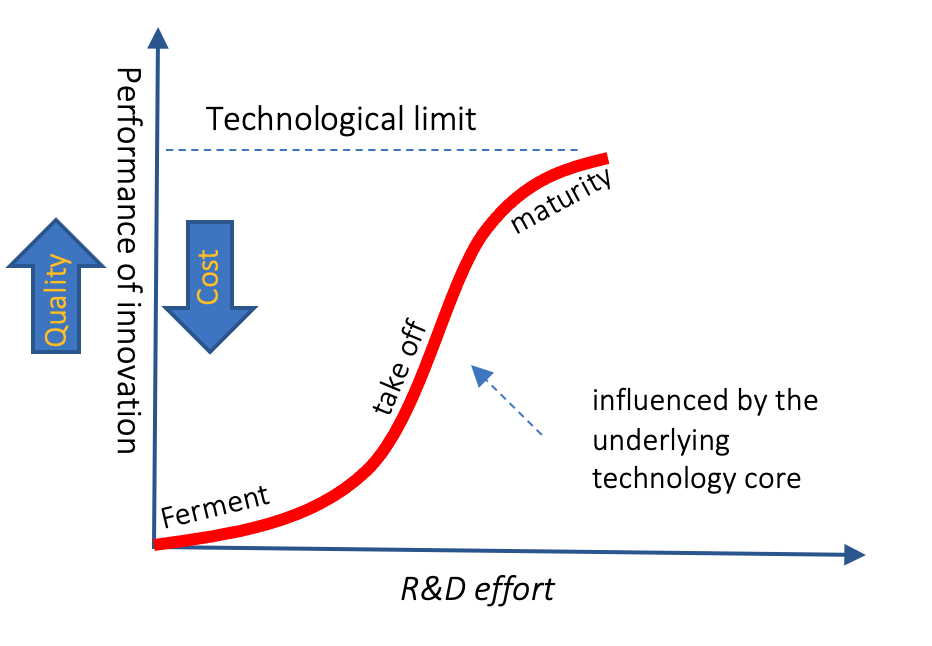 Technological limit
Performance of innovation
Quality
Cost
maturity
take off
influenced by the
underlying
technology core
Ferment
R&D effort